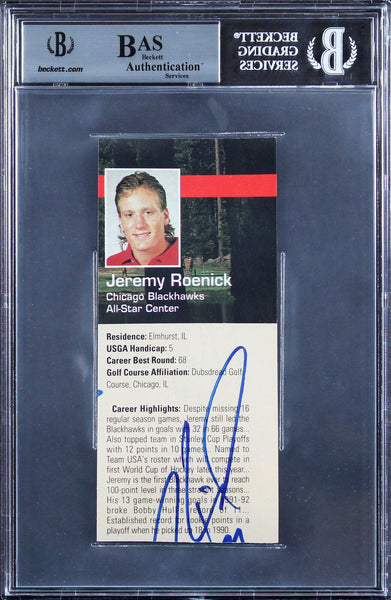 BAS
Beckett
Authentication
Services
beckett.com
BECKETT®
GRADING
SERVICES
B
Jeremy Roenick
Chicago Blackhawks
All-Star Center
Residence: Elmhurst, IL
USGA Handicap: 5
Career Best Round: 68
Golf Course Affiliation: Dubsdread Golf
Course, Chicago, IL
Career Highlights: Despite missing 16
regular season games, Jeremy still led the
Blackhawks in goals with 32 in 66 games...
Also topped team in Stanley Cup Playoffs
with 12 points in 10 games... Named to
Team USA's roster which will compete in
first World Cup of Hockey later this year...
Jeremy is the first Blackhawk ever to reach
100-point level in three straight seasons...
His 13 game-winning goals in 1991-92
broke Bobby Hull's record of 11...
Established record for rookie points in a
playoff when he picked up 18 in 1990.